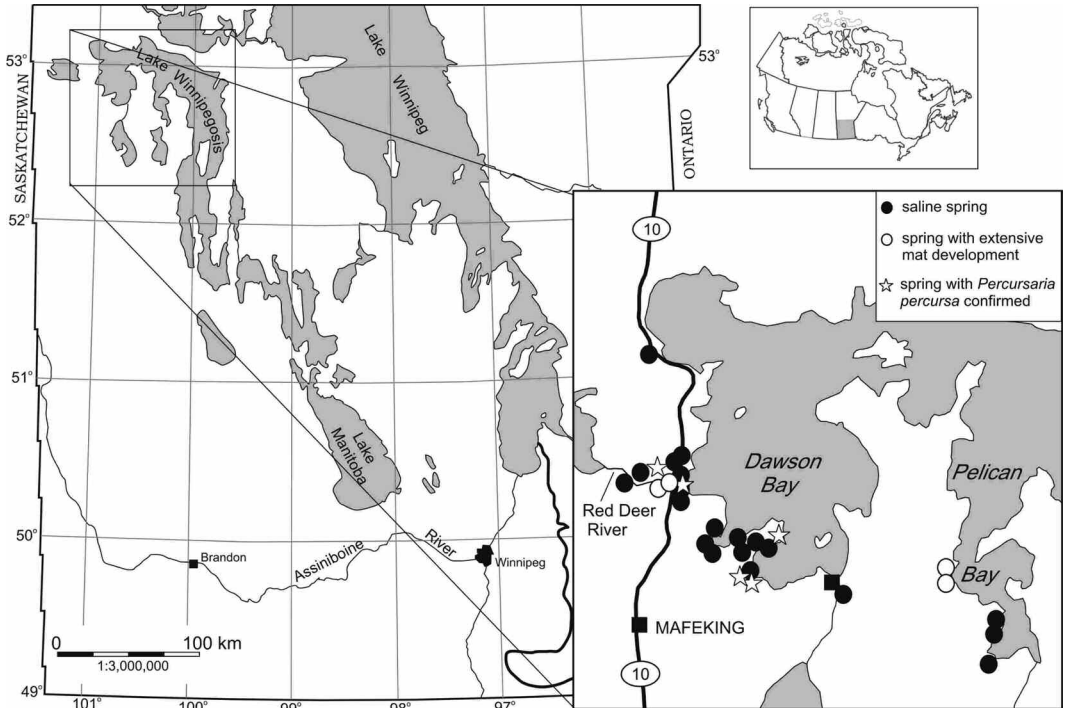 53°
52°
51°
50°
49°
101°
100°
99°
98°
97°
53°
SASKATCHEWAN
ONTARIO
Lake
Winnipegosis
Lake
Winnipeg
Lake
Manitoba
Brandon
Assiniboine
River
Winnipeg
0 100 km
1:3,000,000
saline spring
spring with extensive
mat development
spring with Percursaria
percursa confirmed
10
Dawson
Bay
Pelican
Bay
Red Deer
River
MAFEKING
10